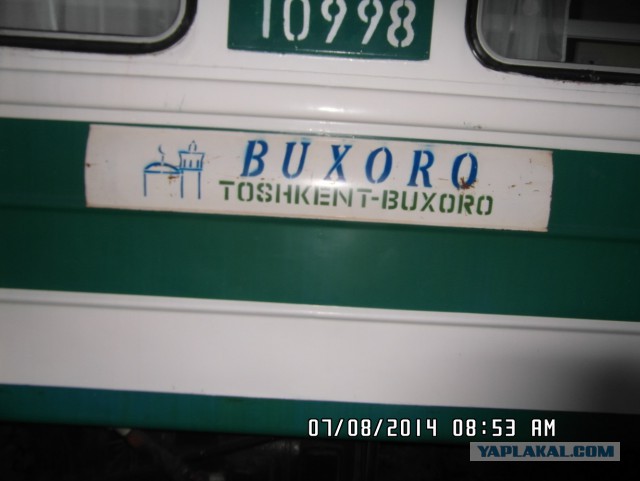 10998
BUXORO
TOSHKENT-BUXORO
07/08/2014 08:53 AM
YAPLAKAL.COM